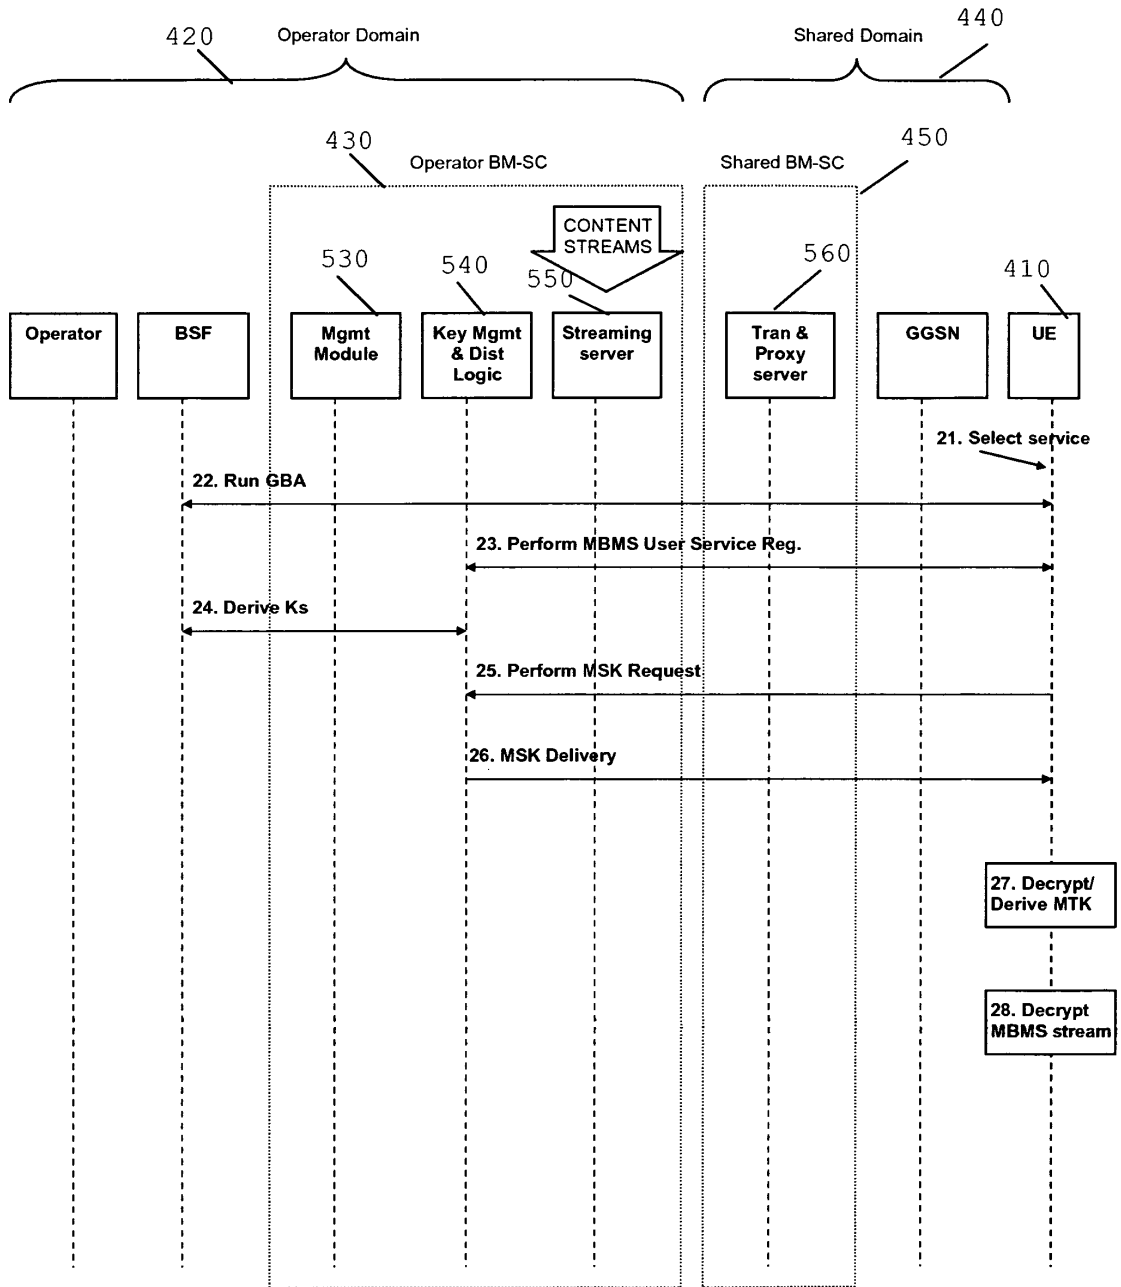 420
Operator Domain
Shared Domain
440
430
Operator BM-SC
Shared BM-SC
450
CONTENT
STREAMS
530
540
550
560
410
Operator
BSF
Mgmt
Module
Key Mgmt
& Dist
Logic
Streaming
server
Tran &
Proxy
server
GGSN
UE
21. Select service
22. Run GBA
23. Perform MBMS User Service Reg.
24. Derive Ks
25. Perform MSK Request
26. MSK Delivery
27. Decrypt/
Derive MTK
28. Decrypt
MBMS stream